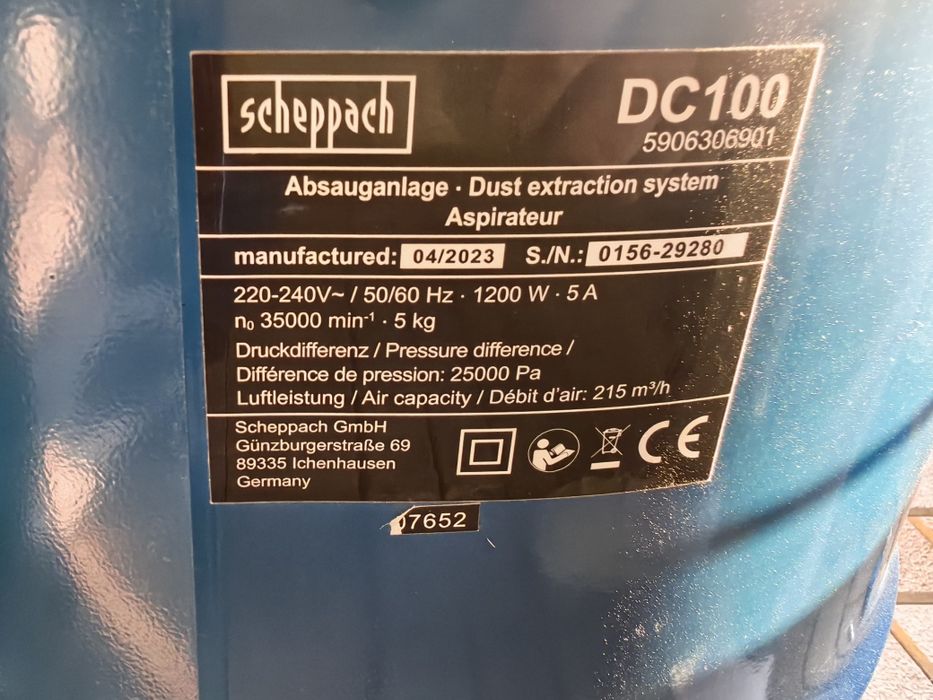 scheppach
DC100
5906306901
Absauganlage · Dust extraction system
Aspirateur
manufactured: 04/2023 S./N.: 0156-29280
220-240V~ / 50/60 Hz · 1200 W · 5 A
n₀ 35000 min⁻¹ · 5 kg
Druckdifferenz / Pressure difference /
Différence de pression: 25000 Pa
Luftleistung / Air capacity / Débit d'air: 215 m³/h
Scheppach GmbH
Günzburgerstraße 69
89335 Ichenhausen
Germany
CE
07652